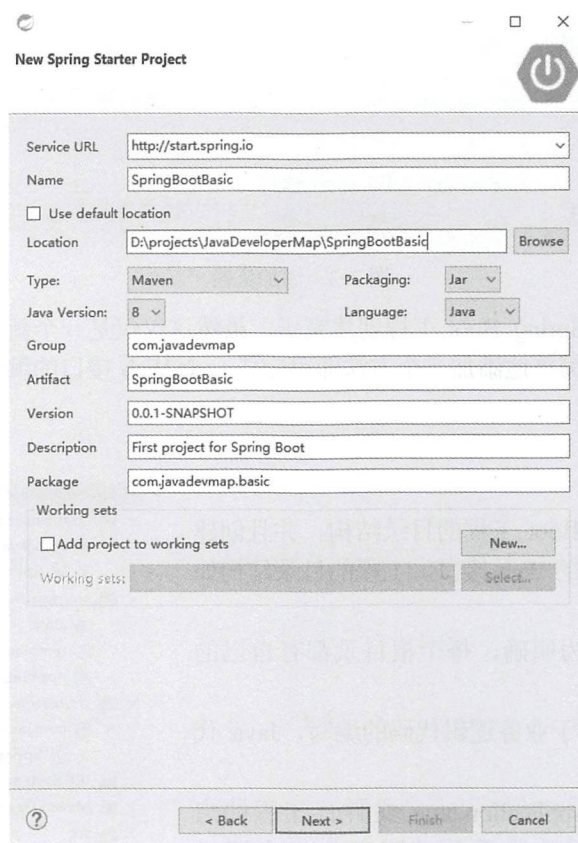 New Spring Starter Project
Service URL http://start.spring.io
Name SpringBootBasic
Use default location
Location D:\projects\JavaDeveloperMap\SpringBootBasic Browse
Type: Maven Packaging: Jar
Java Version: 8 Language: Java
Group com.javadevmap
Artifact SpringBootBasic
Version 0.0.1-SNAPSHOT
Description First project for Spring Boot
Package com.javadevmap.basic
Working sets
Add project to working sets New...
Working sets: Select...
? < Back Next > Finish Cancel